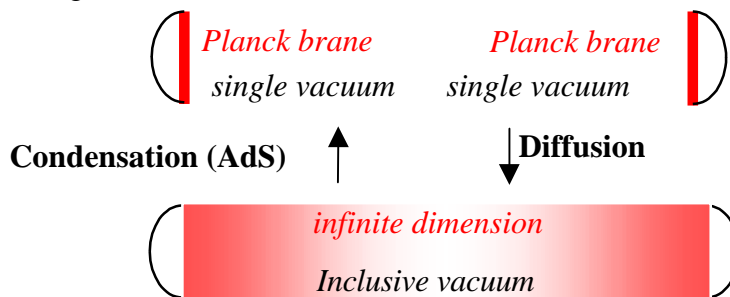 Planck brane Planck brane
single vacuum single vacuum
Condensation (AdS) Diffusion
infinite dimension
Inclusive vacuum